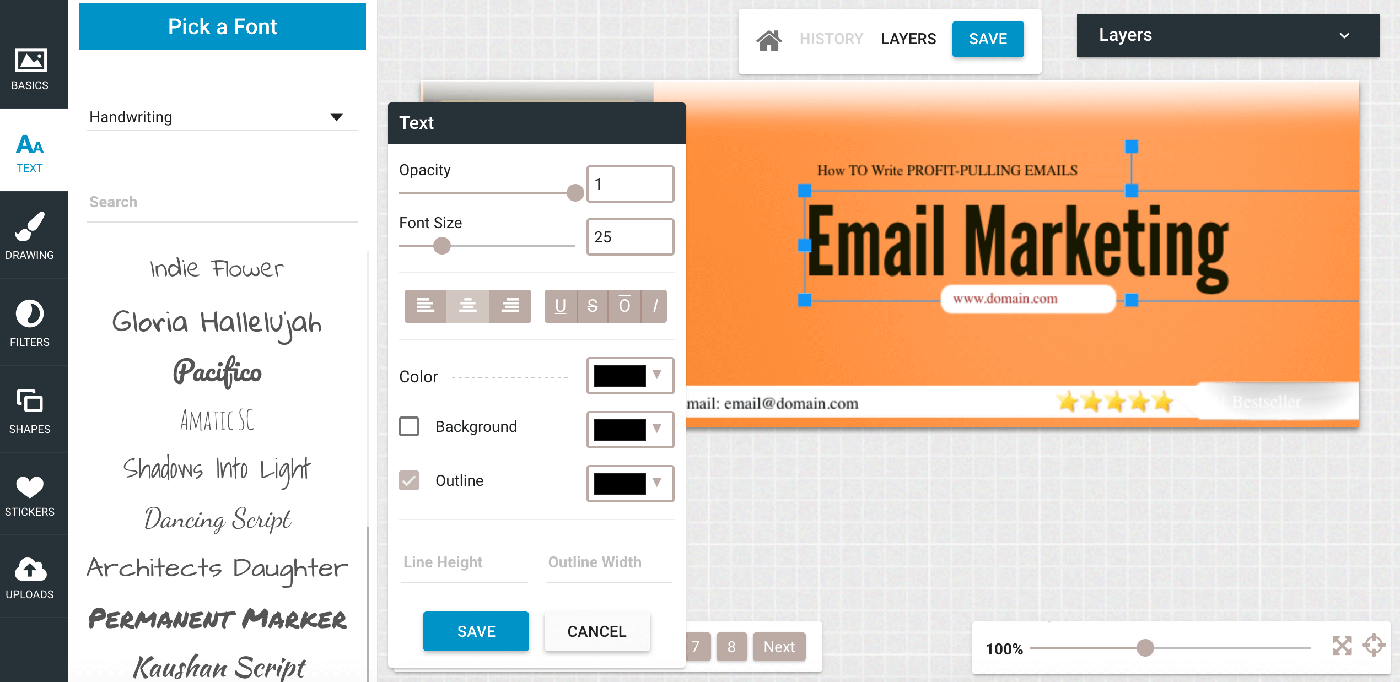 Pick a Font
HISTORY
LAYERS
SAVE
Layers
BASICS
TEXT
DRAWING
FILTERS
SHAPES
STICKERS
UPLOADS
Handwriting
Search
Indie Flower
Gloria Hallelujah
Pacifico
Amatic SC
Shadows Into Light
Dancing Script
Architects Daughter
Permanent Marker
Kaushan Script
Text
Opacity
1
Font Size
25
U S O I
Color
Background
Outline
Line Height
Outline Width
SAVE
CANCEL
How TO Write PROFIT-PULLING EMAILS
Email Marketing
www.domain.com
mail: email@domain.com
Bestseller
7
8
Next
100%